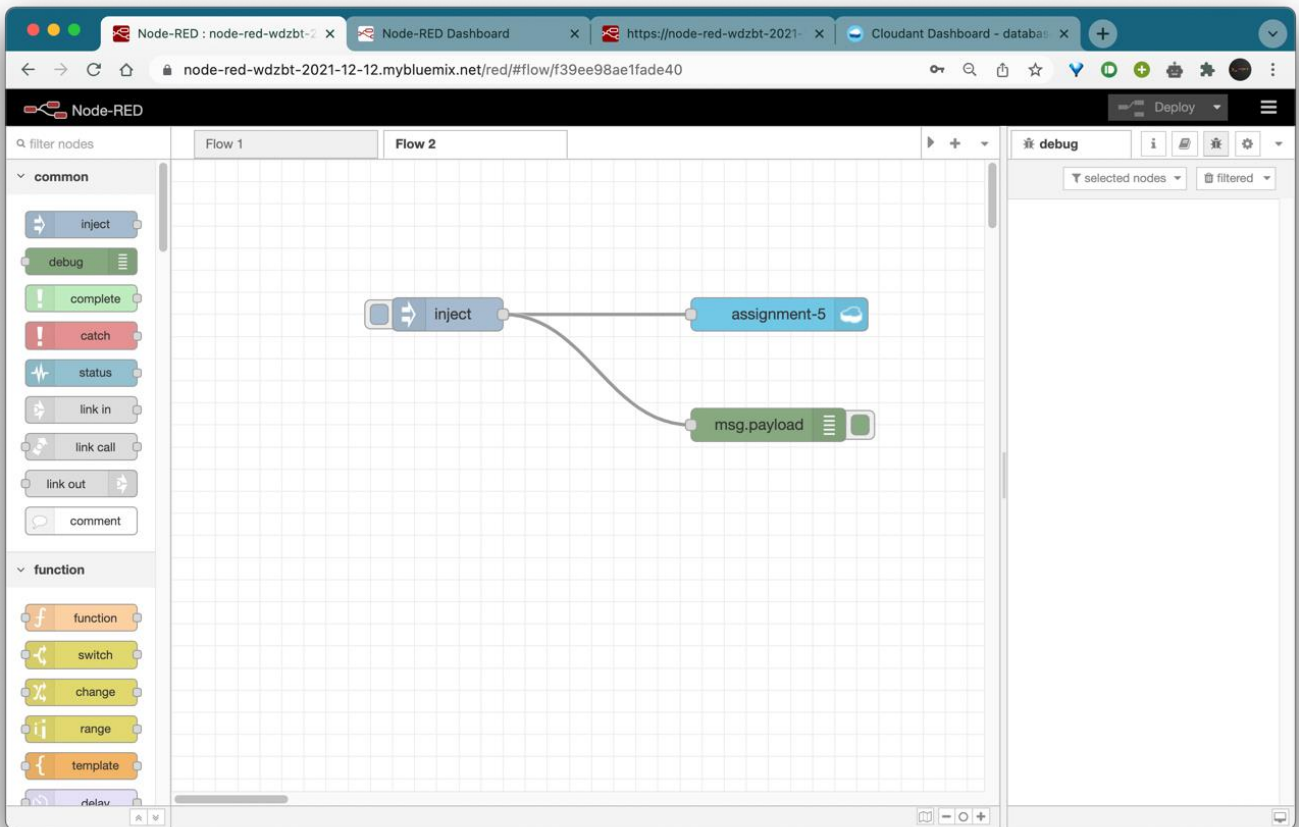 Node-RED : node-red-wdzbt-2
Node-RED Dashboard
https://node-red-wdzbt-2021-
Cloudant Dashboard - databas
node-red-wdzbt-2021-12-12.mybluemix.net/red/#flow/f39ee98ae1fade40
Node-RED
Deploy
filter nodes
Flow 1
Flow 2
debug
i
selected nodes
filtered
common
inject
debug
complete
catch
status
link in
link call
link out
comment
function
function
switch
change
range
template
delay
inject
assignment-5
msg.payload